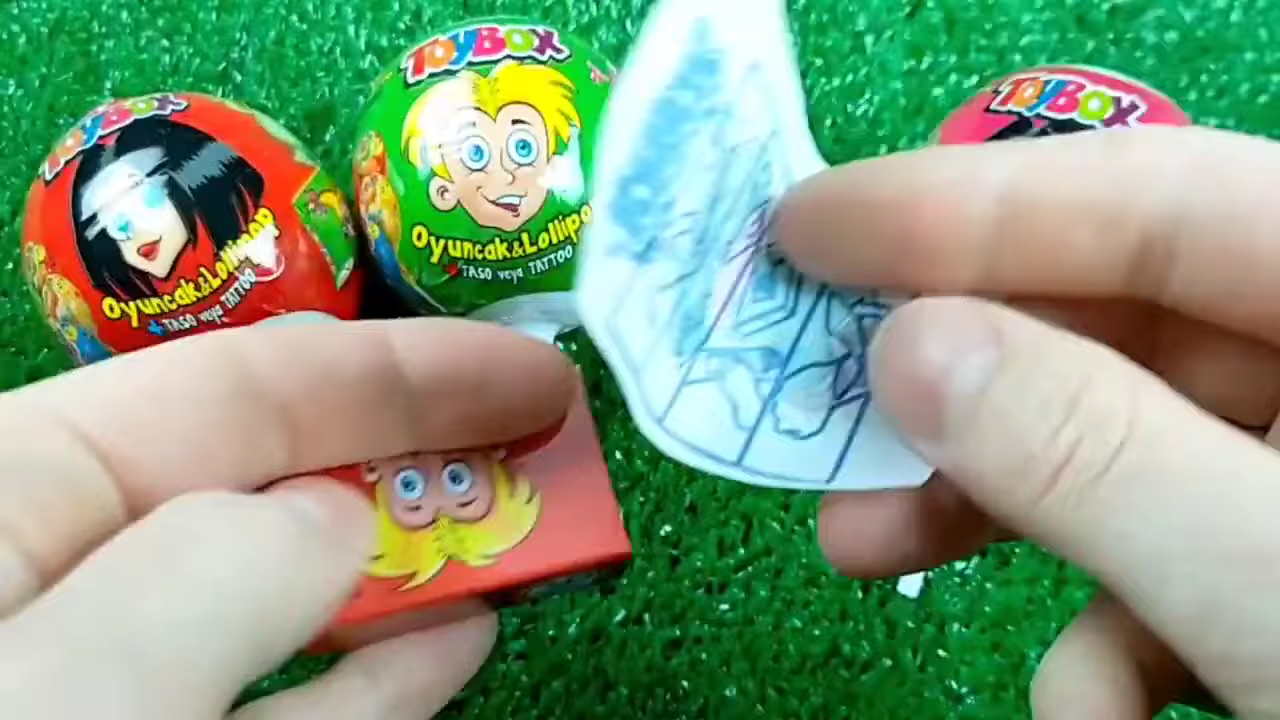 TOYBOX
Oyuncak&Lollipop
+ TASO veya TATTOO
TOYBOX
Oyuncak&Lollipo
+ TASO veya TATTOO
TOYBOX